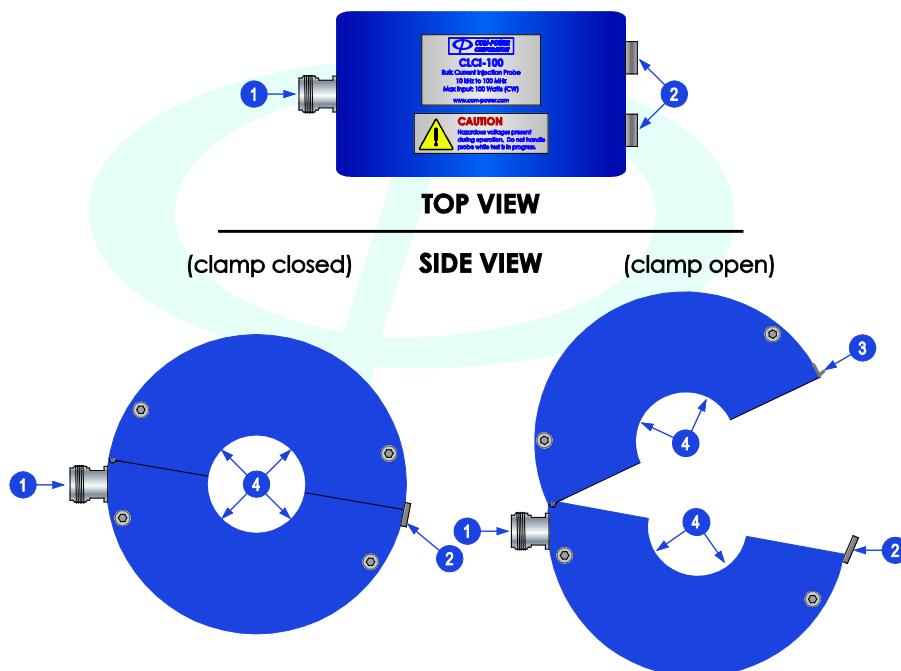 COM-POWER
CORPORATION
CLCI-100
Bulk Current Injection Probe
10 kHz to 100 MHz
Max Input: 100 Watts (CW)
www.com-power.com
CAUTION
Hazardous voltages present
during operation. Do not handle
probe while test is in progress.
1
2
TOP VIEW
(clamp closed) SIDE VIEW (clamp open)
3
4
4
1
4
1
2
2